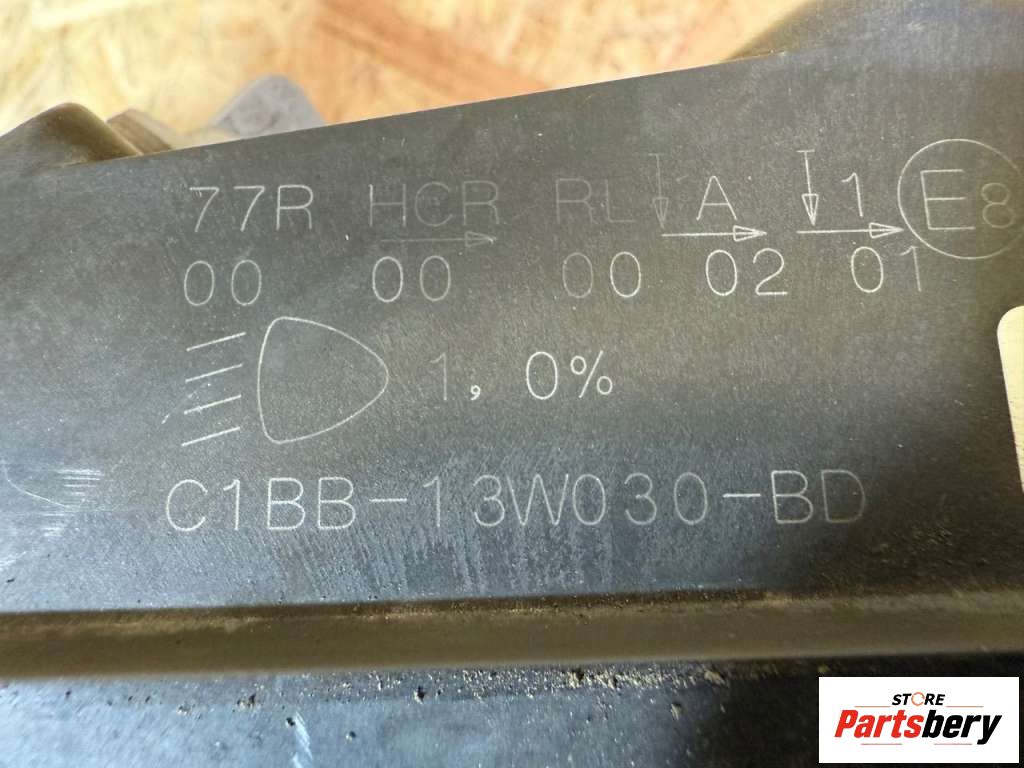 77R HCR RL A 1 E8
00 00 00 02 01
1,0%
C1BB-13W030-BD
STORE
Partsbery